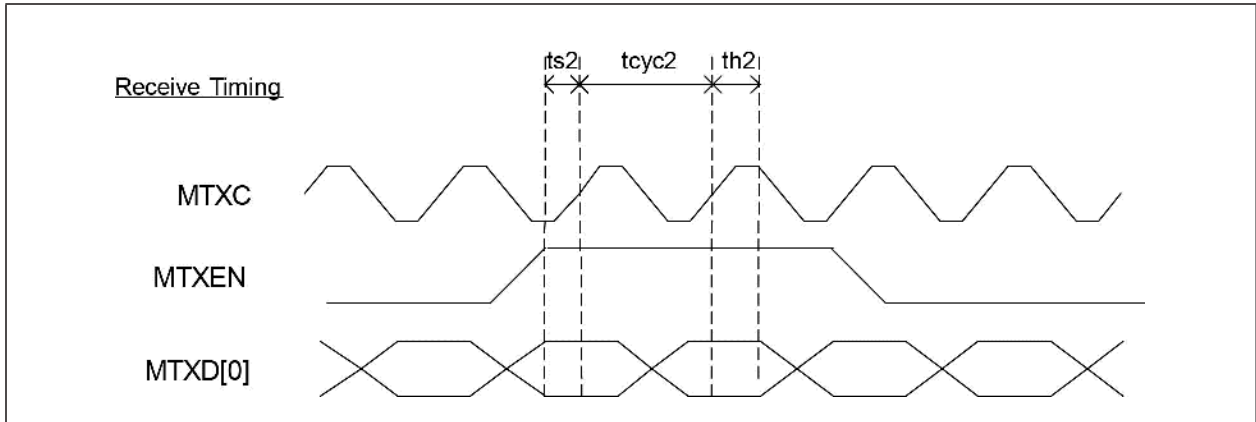 ts2 tcyc2 th2
Receive Timing
MTXC
MTXEN
MTXD[0]